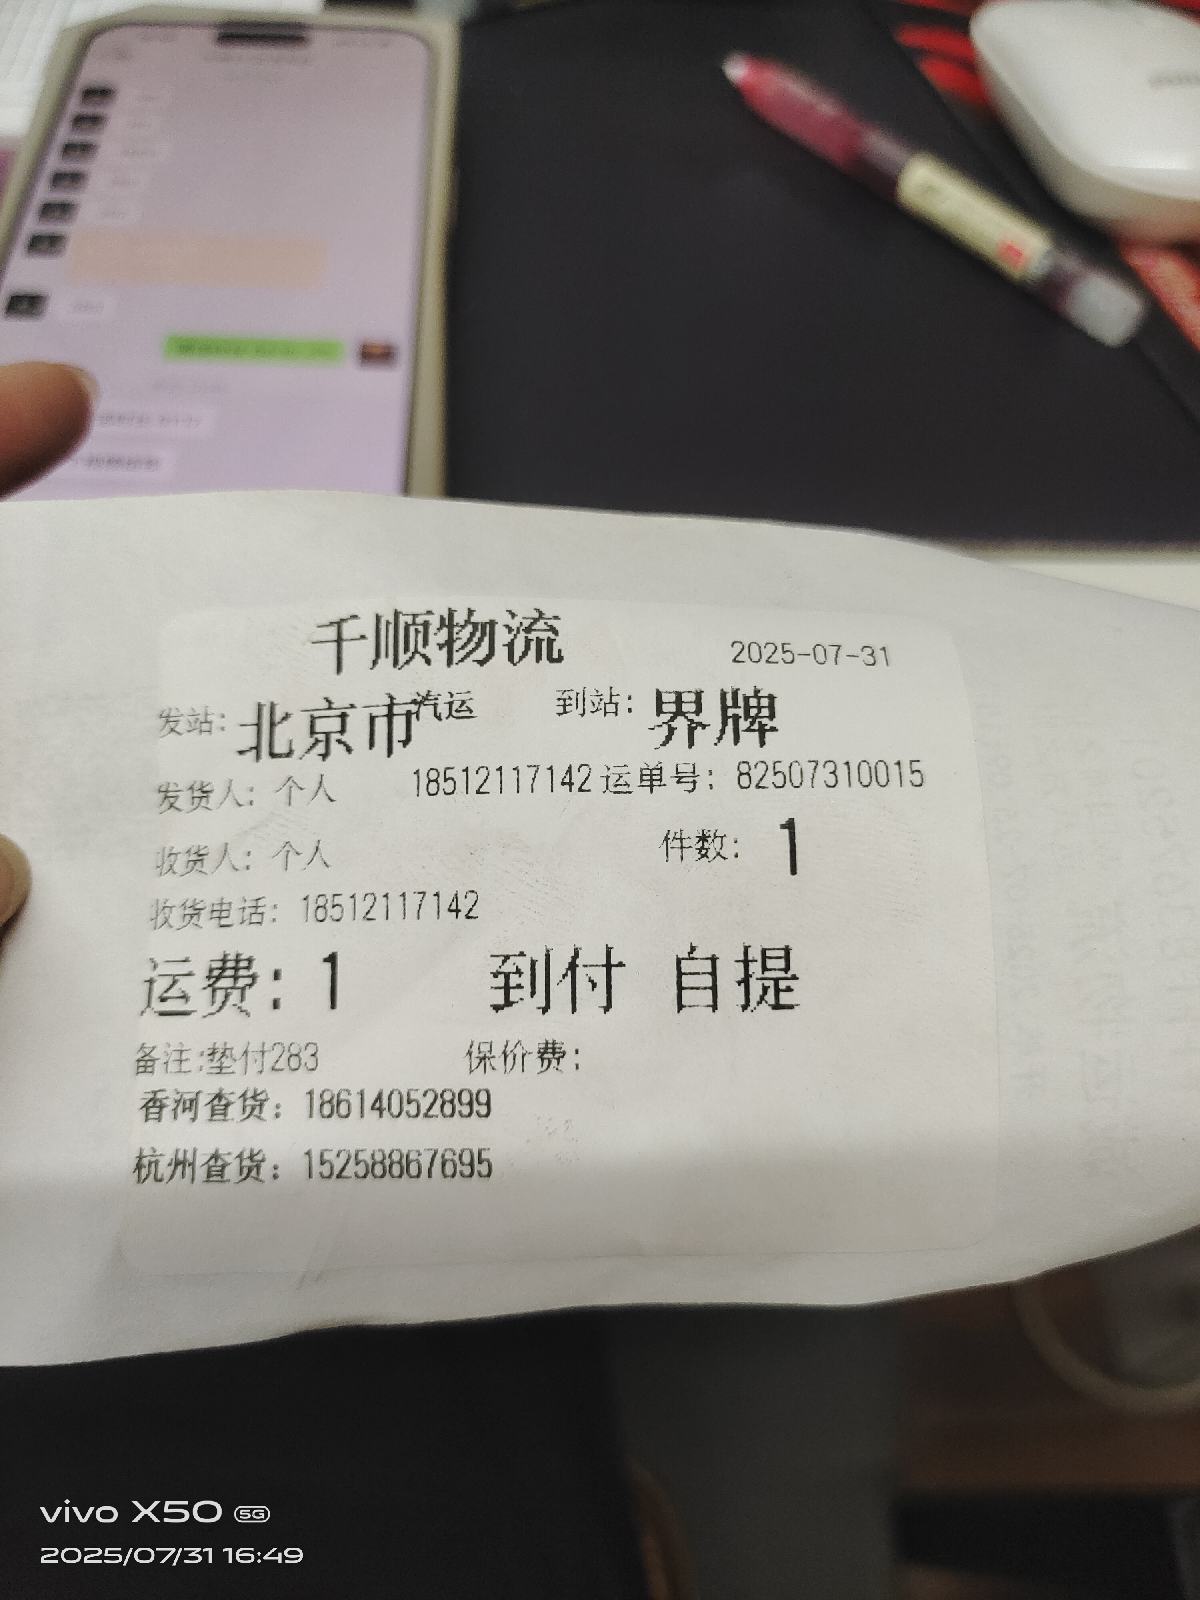 千顺物流 2025-07-31
发站: 北京市 汽运 到站: 界牌
发货人: 个人 18512117142 运单号: 82507310015
收货人: 个人 件数: 1
收货电话: 18512117142
运费: 1 到付 自提
备注:垫付283 保价费:
香河查货: 18614052899
杭州查货: 15258867695
vivo X50 5G
2025/07/31 16:49